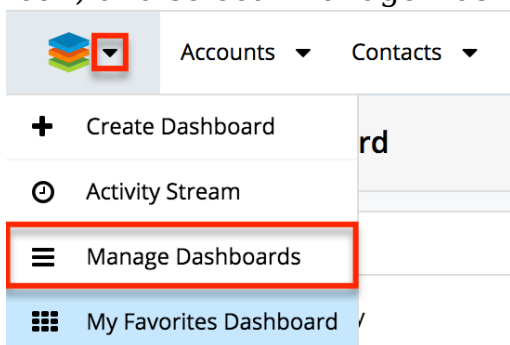 Accounts Contacts
Create Dashboard
rd
Activity Stream
Manage Dashboards
My Favorites Dashboard